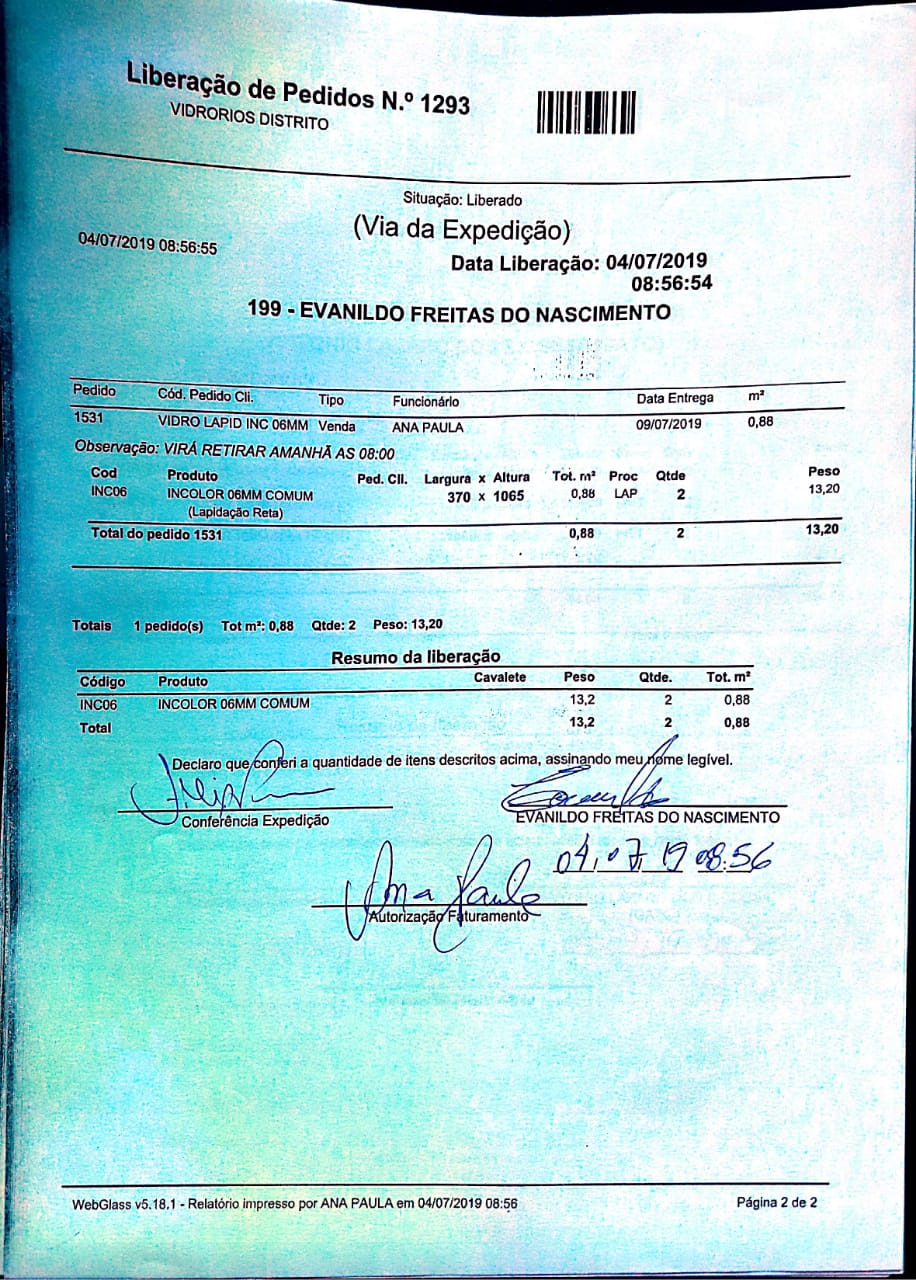 Liberação de Pedidos N.º 1293
VIDRORIOS DISTRITO
Situação: Liberado
(Via da Expedição)
04/07/2019 08:56:55
Data Liberação: 04/07/2019
08:56:54
199 - EVANILDO FREITAS DO NASCIMENTO
Pedido Cód. Pedido Cli. Tipo Funcionário Data Entrega m²
1531 VIDRO LAPID INC 06MM Venda ANA PAULA 09/07/2019 0,88
Observação: VIRÁ RETIRAR AMANHÃ AS 08:00
Cod Produto Ped. Cli. Largura x Altura Tot. m² Proc Qtde Peso
INC06 INCOLOR 06MM COMUM 370 x 1065 0,88 LAP 2 13,20
(Lapidação Reta)
Total do pedido 1531 0,88 2 13,20
Totais 1 pedido(s) Tot m²: 0,88 Qtde: 2 Peso: 13,20
Resumo da liberação
Código Produto Cavalete Peso Qtde. Tot. m²
INC06 INCOLOR 06MM COMUM 13,2 2 0,88
Total 13,2 2 0,88
Declaro que conferi a quantidade de itens descritos acima, assinando meu nome legível.
Conferência Expedição EVANILDO FREITAS DO NASCIMENTO
04, 07, 19 08:56
Ana Paula
Autorização Faturamento
WebGlass v5.18.1 - Relatório impresso por ANA PAULA em 04/07/2019 08:56 Página 2 de 2